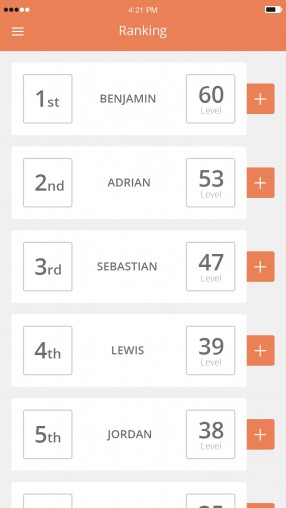 4:21 PM
Ranking
1st
BENJAMIN
60
Level
2nd
ADRIAN
53
Level
3rd
SEBASTIAN
47
Level
4th
LEWIS
39
Level
5th
JORDAN
38
Level